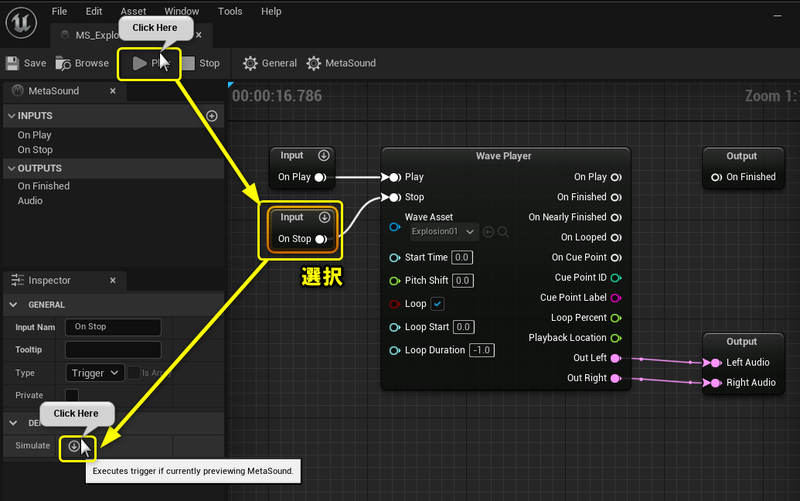 File Edit Asset Window Tools Help
Click Here
MS_Explo
Save Browse Stop General MetaSound
MetaSound
INPUTS
On Play
On Stop
OUTPUTS
On Finished
Audio
00:00:16.786
Zoom 1:
Input
On Play
Input
On Stop
選択
Wave Player
Play
Stop
Wave Asset
Explosion01
Start Time 0.0
Pitch Shift 0.0
Loop
Loop Start 0.0
Loop Duration -1.0
On Play
On Finished
On Nearly Finished
On Looped
On Cue Point
Cue Point ID
Cue Point Label
Loop Percent
Playback Location
Out Left
Out Right
Output
On Finished
Output
Left Audio
Right Audio
Inspector
GENERAL
Input Nam On Stop
Tooltip
Type Trigger Is Arr
Private
Click Here
Simulate
Executes trigger if currently previewing MetaSound.